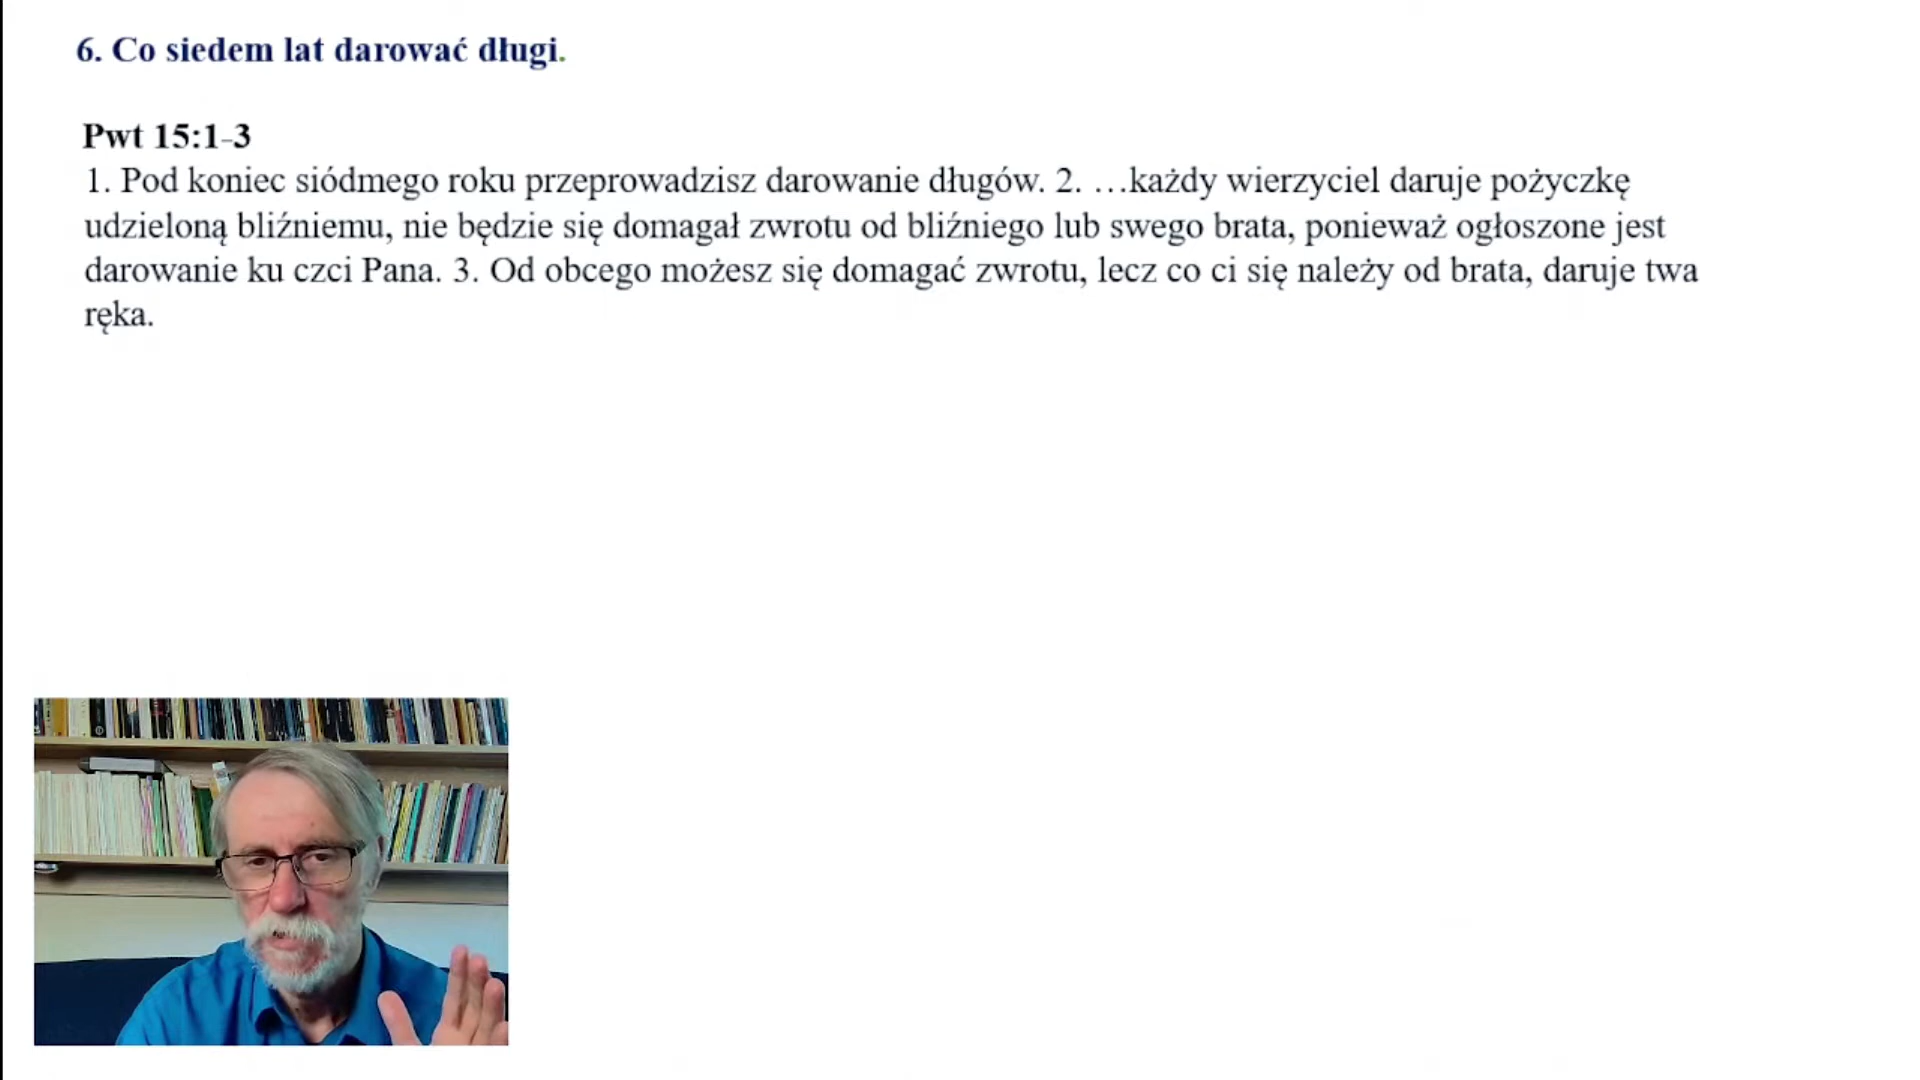 6. Co siedem lat darować długi.
Pwt 15:1-3
1. Pod koniec siódmego roku przeprowadzisz darowanie długów. 2. …każdy wierzyciel daruje pożyczkę
udzieloną bliźniemu, nie będzie się domagał zwrotu od bliźniego lub swego brata, ponieważ ogłoszone jest
darowanie ku czci Pana. 3. Od obcego możesz się domagać zwrotu, lecz co ci się należy od brata, daruje twa
ręka.